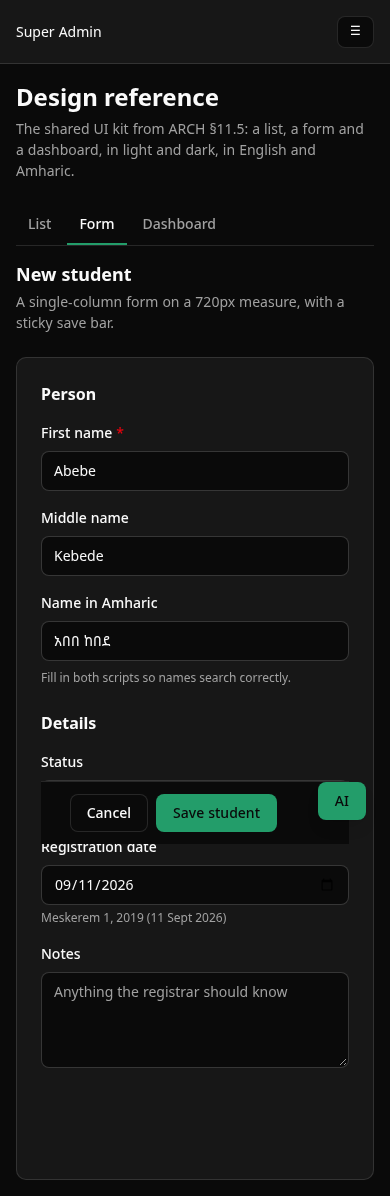 Super Admin
☰
Design reference
The shared UI kit from ARCH §11.5: a list, a form and
a dashboard, in light and dark, in English and
Amharic.
List Form Dashboard
New student
A single-column form on a 720px measure, with a
sticky save bar.
Person
First name *
Abebe
Middle name
Kebede
Name in Amharic
አበበ ከበደ
Fill in both scripts so names search correctly.
Details
Status
Cancel Save student AI
Registration date
09/11/2026
Meskerem 1, 2019 (11 Sept 2026)
Notes
Anything the registrar should know